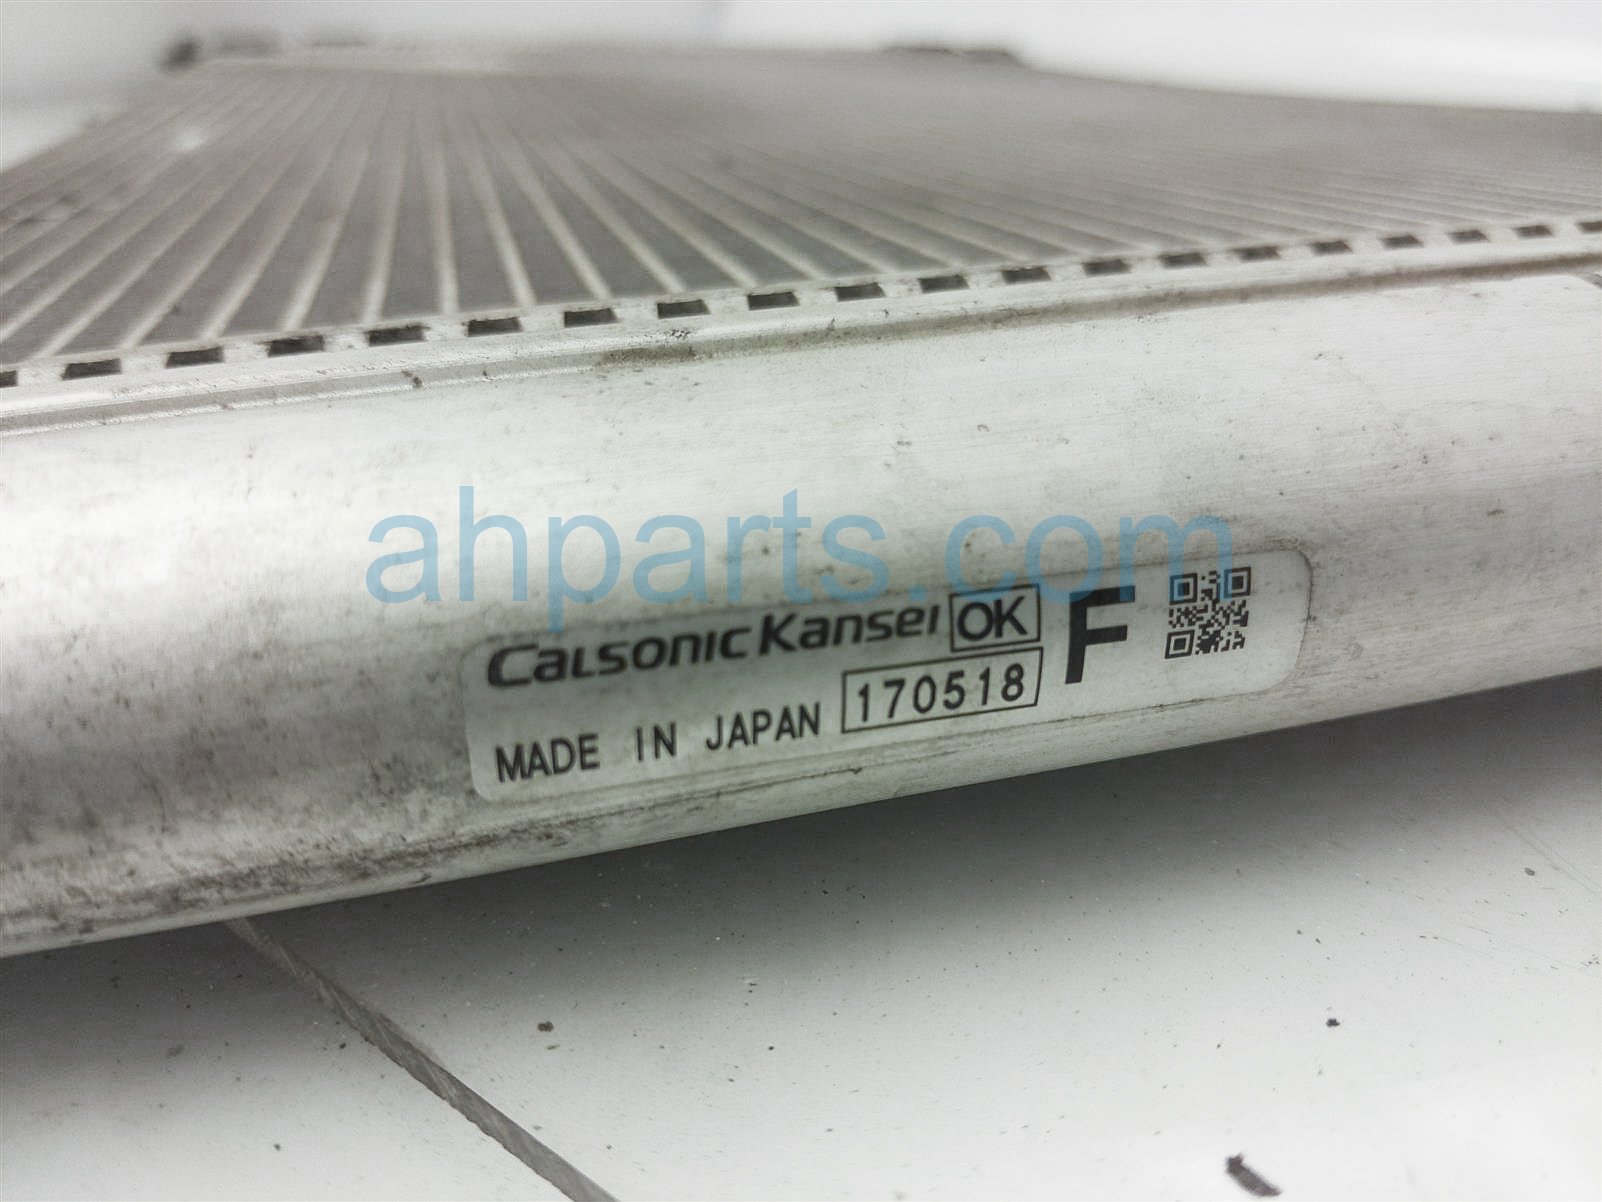 ahparts.com
CalsonicKansei OK F
MADE IN JAPAN 170518